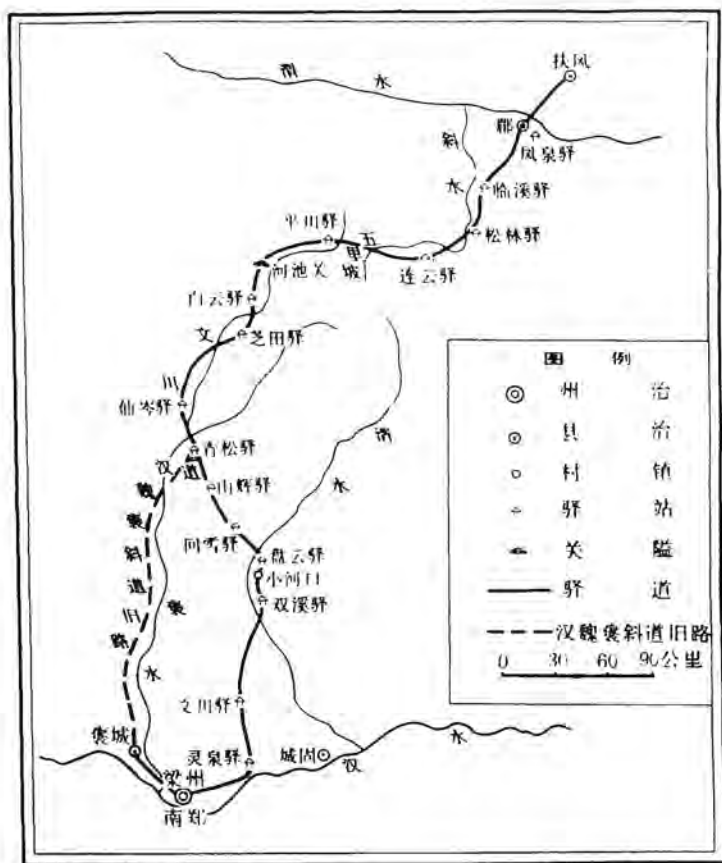 扶风
渭水
郿
凤泉驿
斜水
临溪驿
松林驿
平川驿
五里城
连云驿
河池关
白云驿
文川
芝田驿
仙岑驿
青松驿
汉道
山辉驿
回雪驿
盘云驿
小河口
双溪驿
渭水
汉魏褒斜道旧路
褒水
文川驿
褒城
灵泉驿
城固
汉水
梁州
南郑
图例
州治
县治
村镇
驿站
关隘
驿道
汉魏褒斜道旧路
0 30 60 90公里